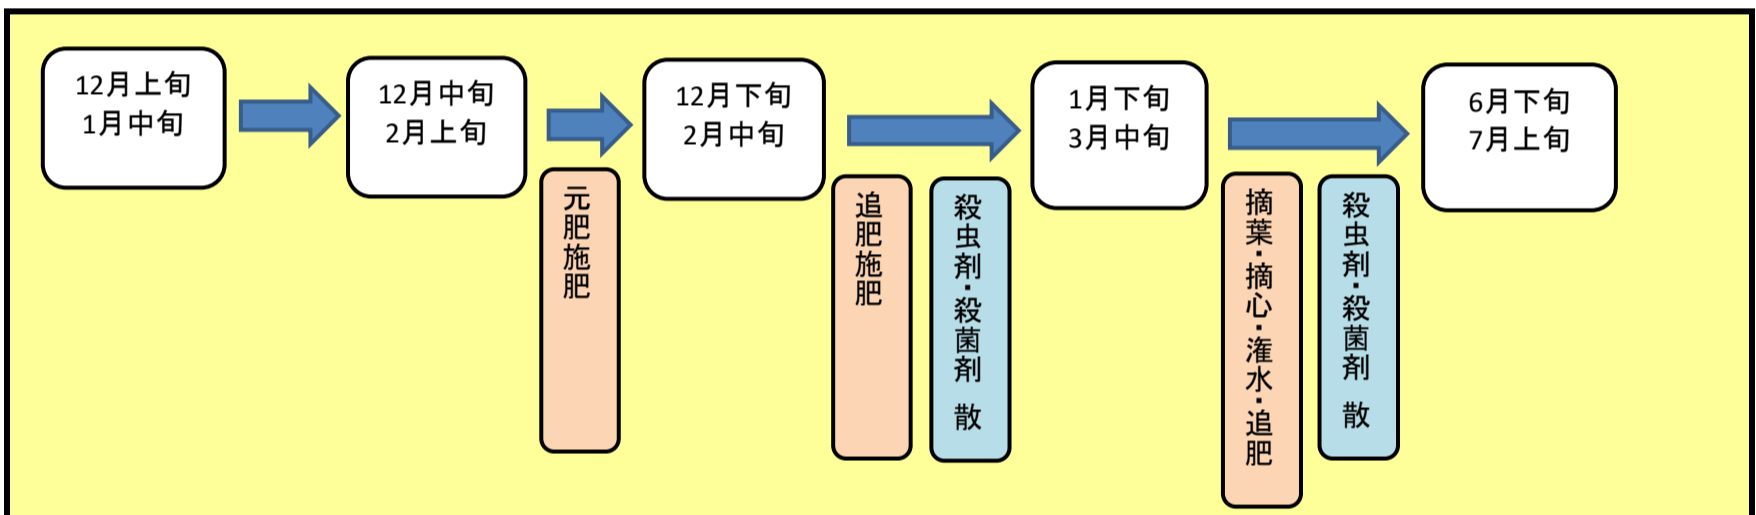 12月上旬
1月中旬
12月中旬
2月上旬
元肥施肥
12月下旬
2月中旬
追肥施肥
殺虫剤・殺菌剤 散
1月下旬
3月中旬
摘葉・摘心・潅水・追肥
殺虫剤・殺菌剤 散
6月下旬
7月上旬